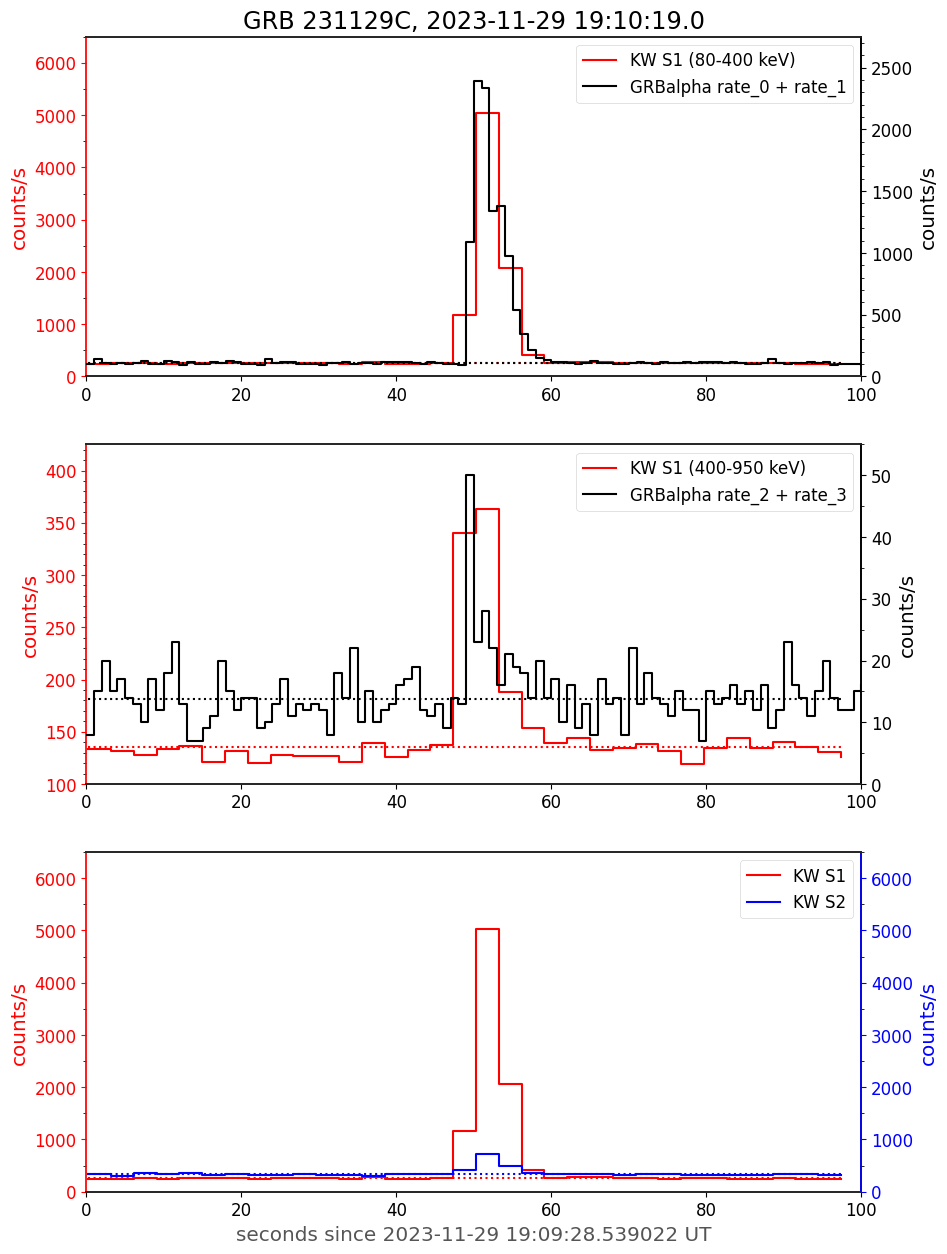 GRB 231129C, 2023-11-29 19:10:19.0
KW S1 (80-400 keV)
GRBalpha rate_0 + rate_1
counts/s
counts/s
6000
5000
4000
3000
2000
1000
0
2500
2000
1500
1000
500
0
0 20 40 60 80 100
KW S1 (400-950 keV)
GRBalpha rate_2 + rate_3
counts/s
counts/s
400
350
300
250
200
150
100
50
40
30
20
10
0
0 20 40 60 80 100
KW S1
KW S2
counts/s
counts/s
6000
5000
4000
3000
2000
1000
0
6000
5000
4000
3000
2000
1000
0
0 20 40 60 80 100
seconds since 2023-11-29 19:09:28.539022 UT